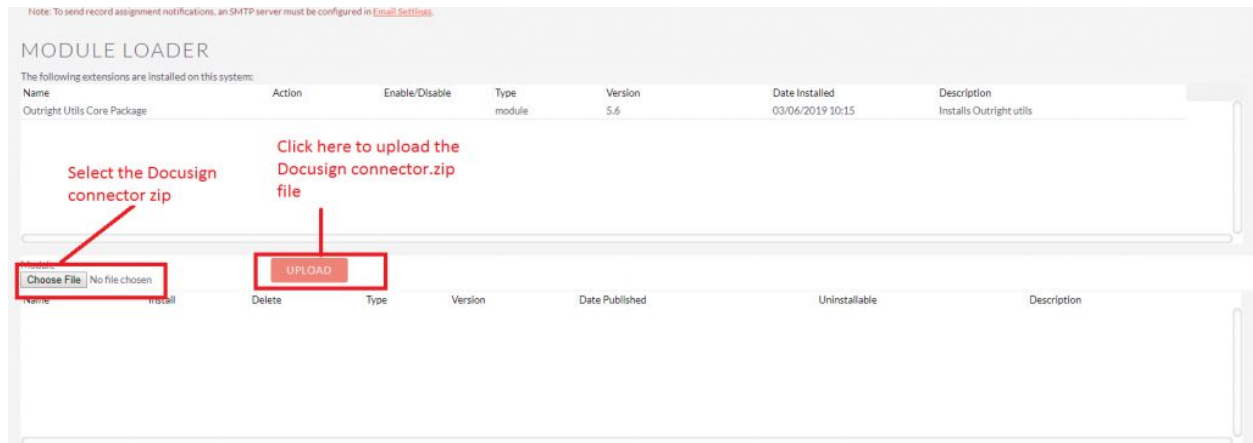 Note: To send record assignment notifications, an SMTP server must be configured in Email Settings.
MODULE LOADER
The following extensions are installed on this system:
Name Action Enable/Disable Type Version Date Installed Description
Outright Utils Core Package module 5.6 03/06/2019 10:15 Installs Outright utils
Click here to upload the
Docusign connector.zip
file
Select the Docusign
connector zip
Module
UPLOAD
Choose File No file chosen
Name Install Delete Type Version Date Published Uninstallable Description